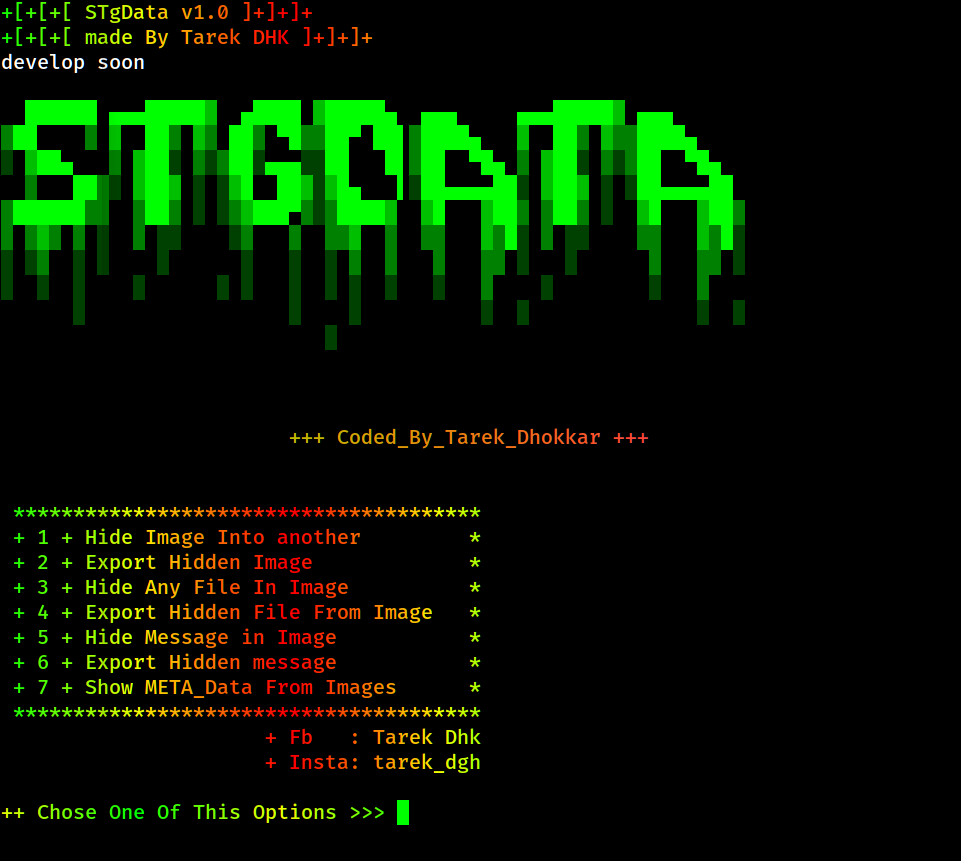 +[+[+[ STgData v1.0 ]+]+]+
+[+[+[ made By Tarek DHK ]+]+]+
develop soon
STGDATA
+++ Coded_By_Tarek_Dhokkar +++
***************************************
+ 1 + Hide Image Into another *
+ 2 + Export Hidden Image *
+ 3 + Hide Any File In Image *
+ 4 + Export Hidden File From Image *
+ 5 + Hide Message in Image *
+ 6 + Export Hidden message *
+ 7 + Show META_Data From Images *
***************************************
+ Fb : Tarek Dhk
+ Insta: tarek_dgh
++ Chose One Of This Options >>>